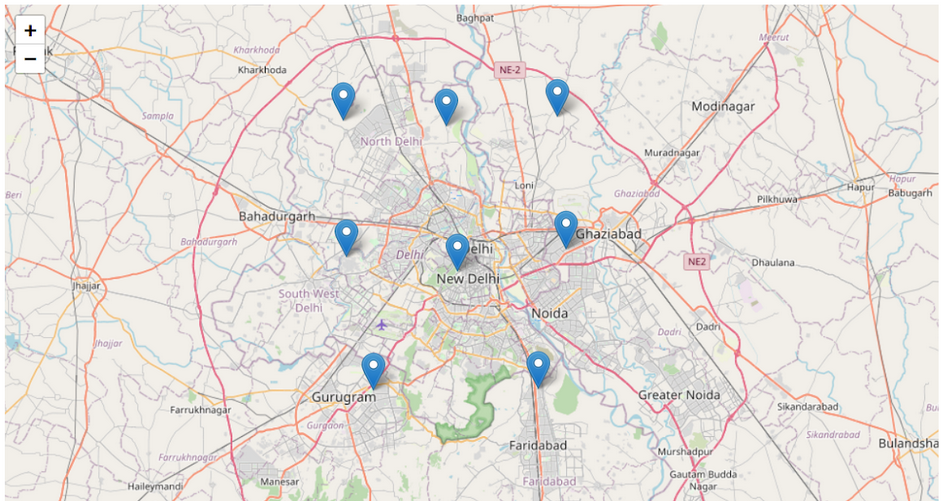 Baghpat
+
Kharkhoda
Meerut
−
Kharkhoda
NE-2
Modinagar
Sampla
North Delhi
Muradnagar
Loni
Ghaziabad
Hapur
Hapur
Babugarh
Beri
Pilkhuwa
Bahadurgarh
Ghaziabad
Bahadurgarh
Delhi
elhi
New Delhi
NE2
Dhaulana
Jhajjar
South West
Delhi
Noida
Dadri
Dadri
Jhajjar
Gurugram
Greater Noida
Farrukhnagar
Sikandarabad
Gurgaon
Sikandrabad
Faridabad
Bulandsha
Murshadpur
Farrukhnagar
Gautam Budda
Nagar
Manesar
Faridabad
Haileymandi